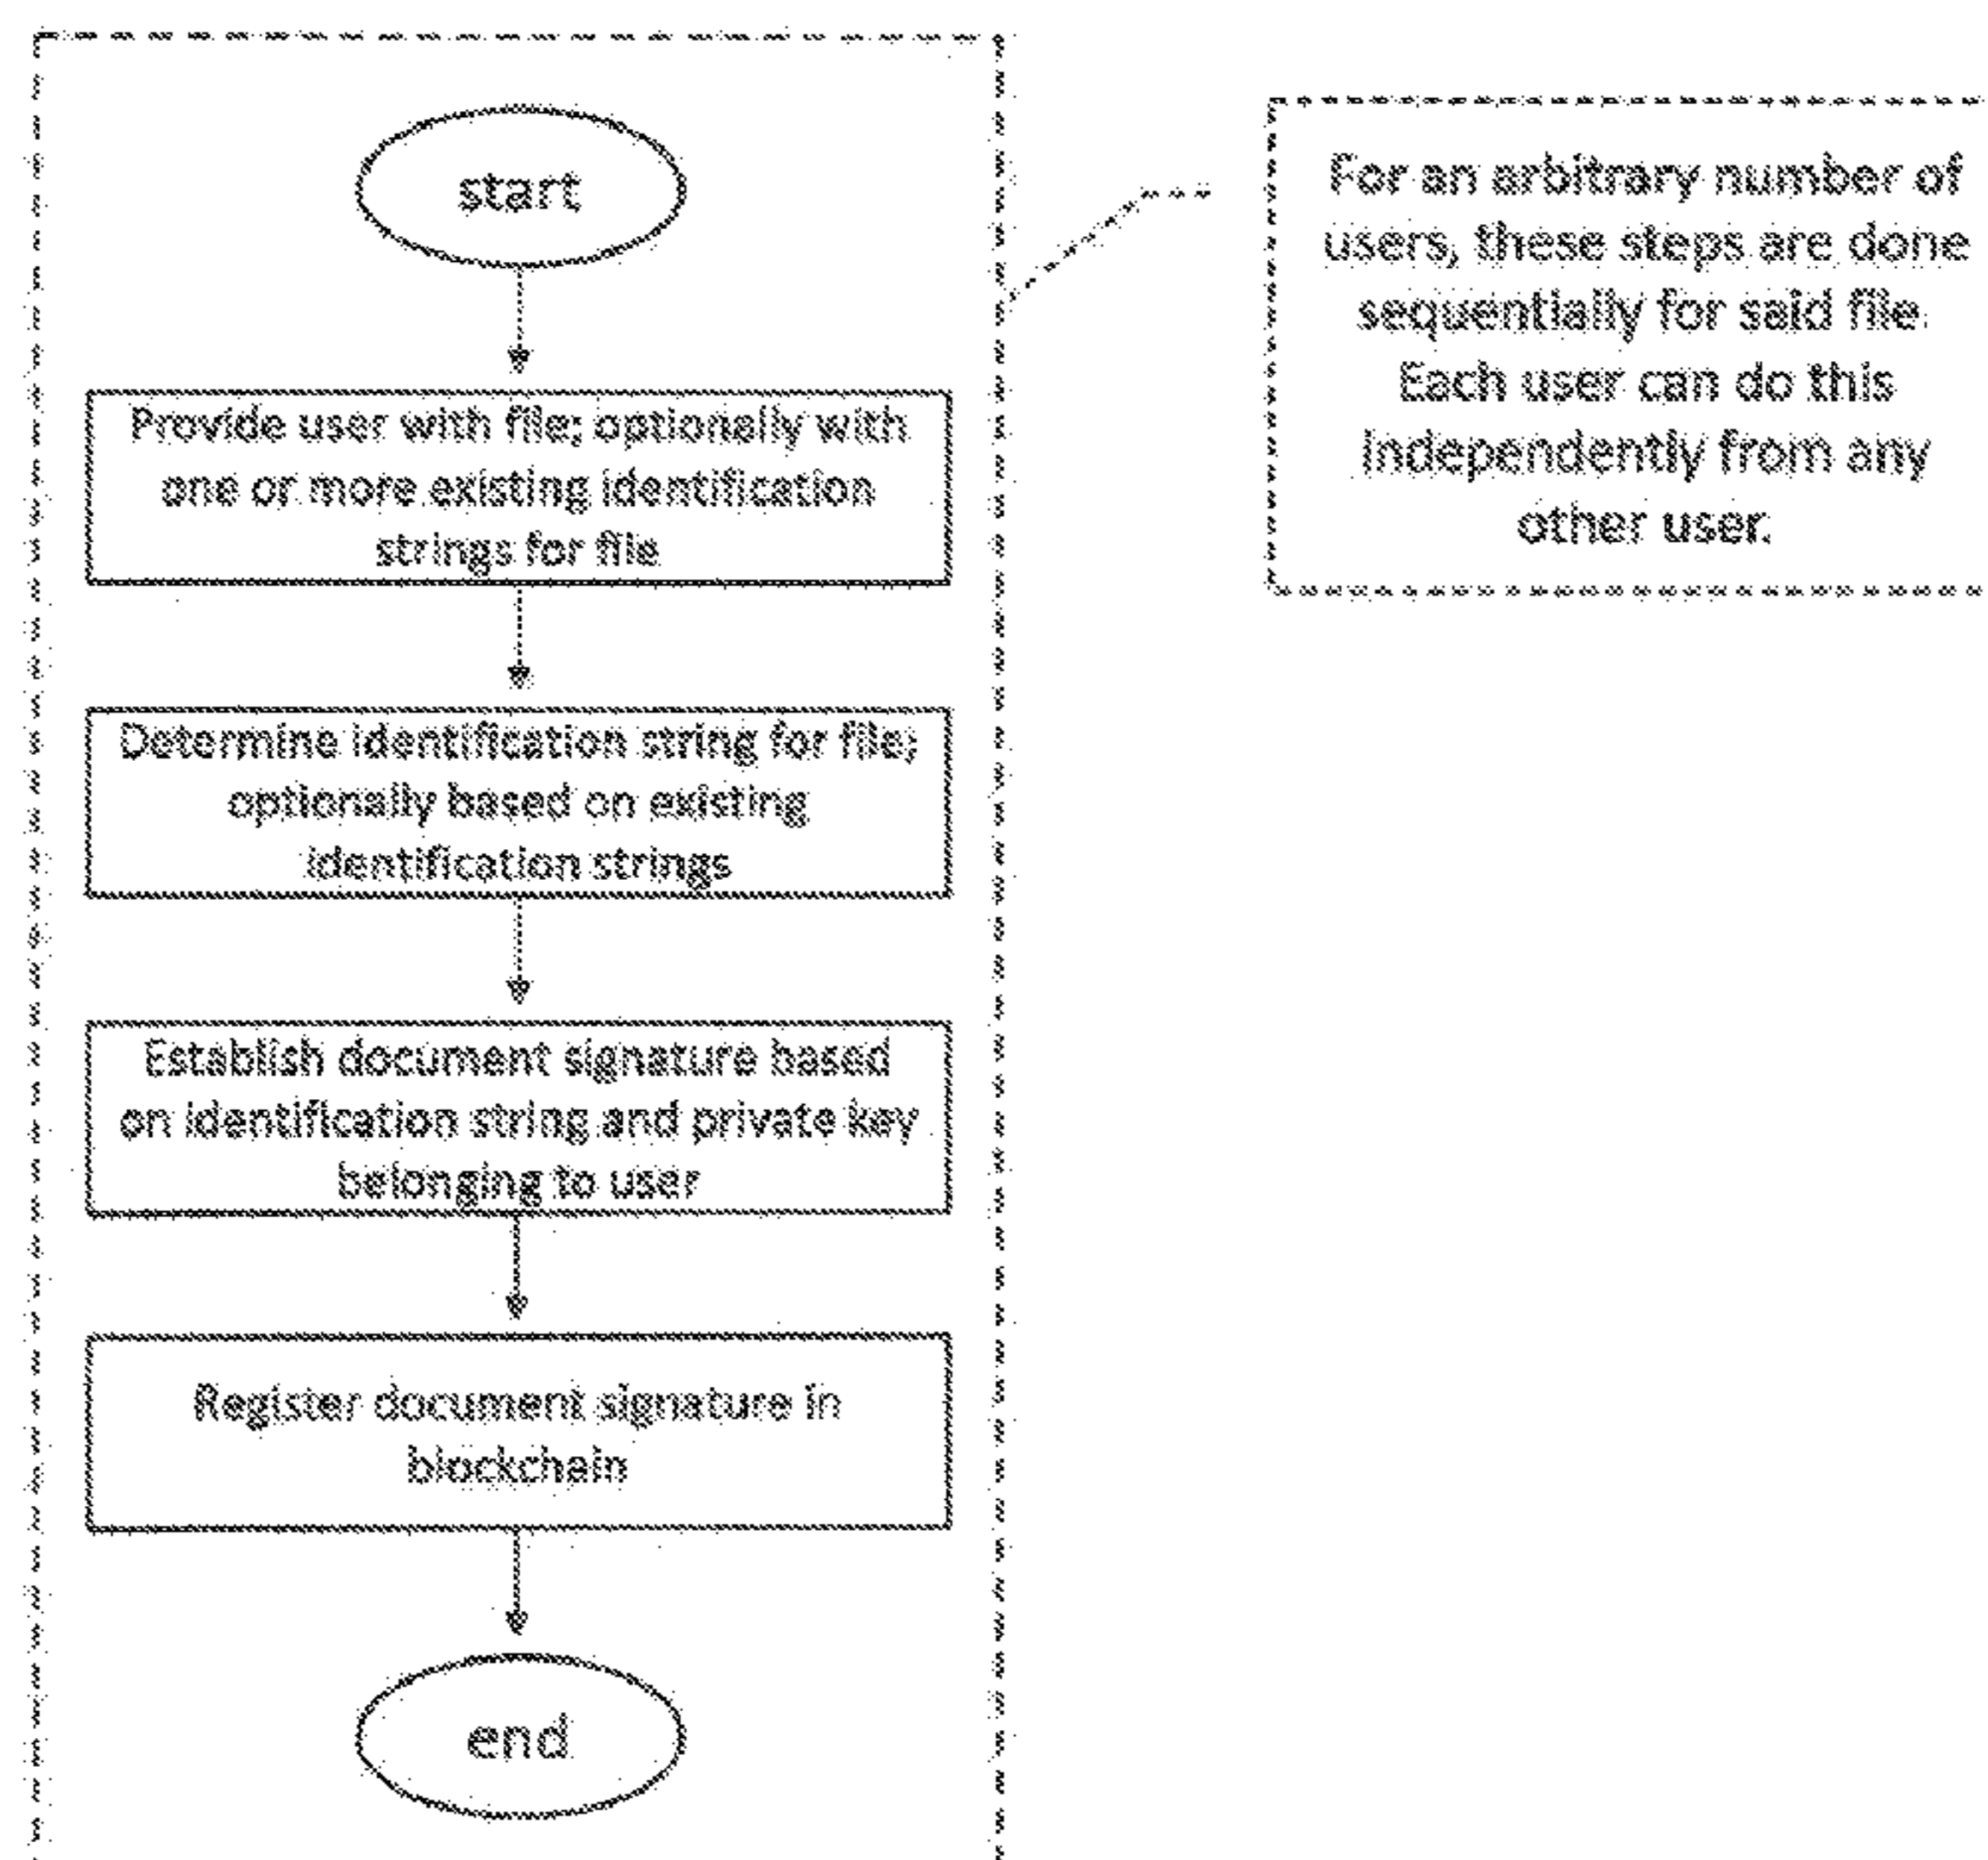 start
Provide user with file; optionally with
one or more existing identification
strings for file
Determine identification string for file;
optionally based on existing
identification strings
Establish document signature based
on identification string and private key
belonging to user
Register document signature in
blockchain
end
For an arbitrary number of
users, these steps are done
sequentially for said file.
Each user can do this
independently from any
other user.